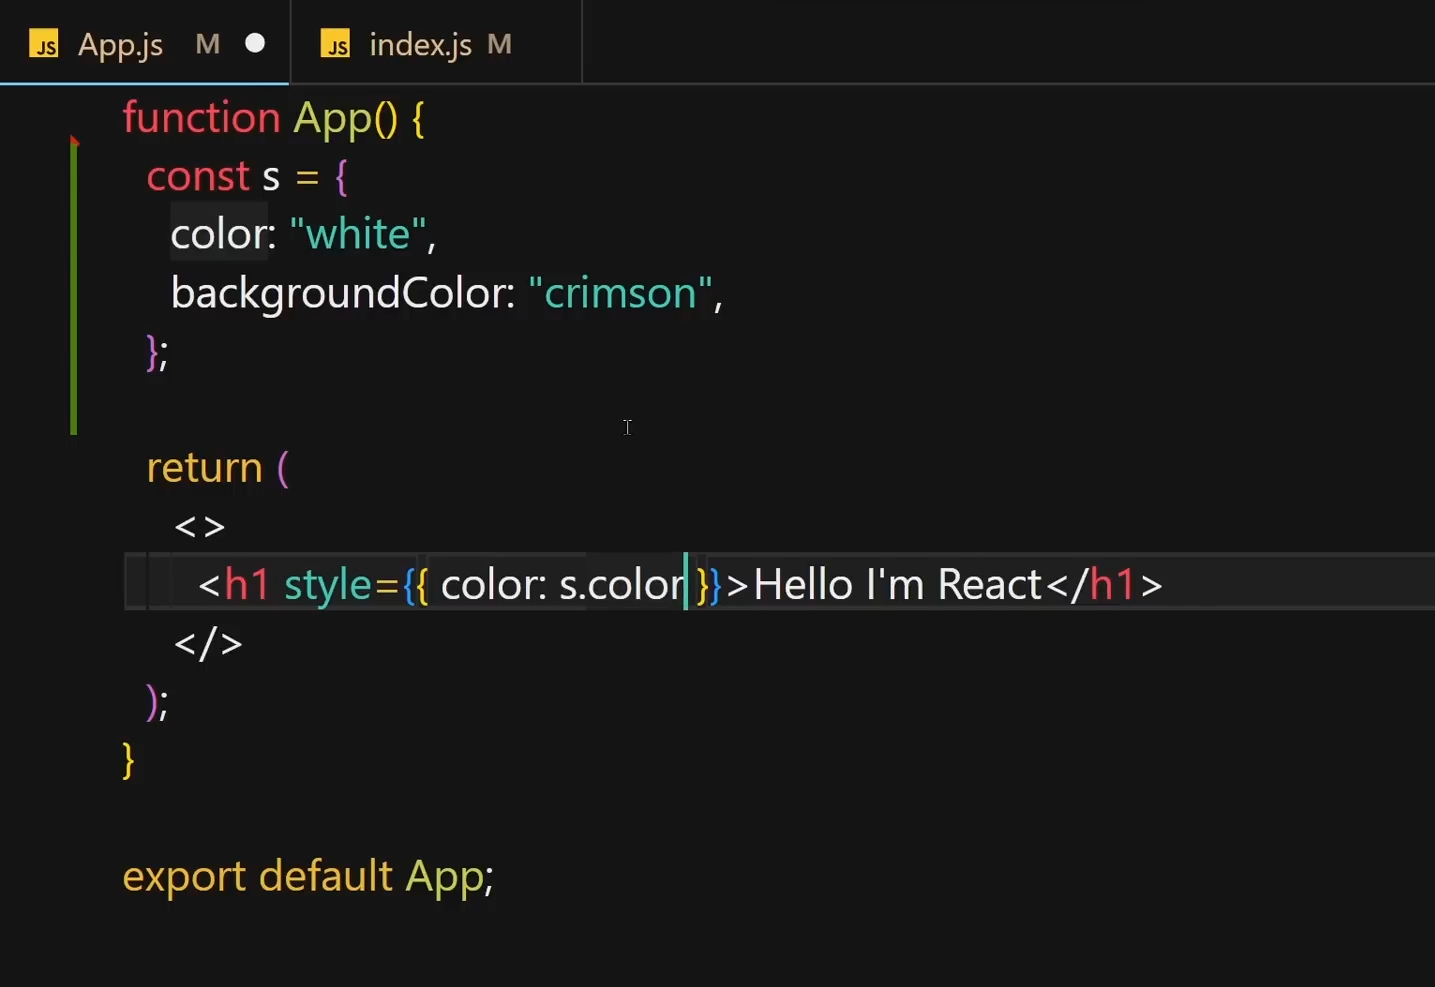 JS App.js M JS index.js M
function App() {
const s = {
color: "white",
backgroundColor: "crimson",
};
return (
<>
<h1 style={{ color: s.color }}>Hello I'm React</h1>
</>
);
}
export default App;